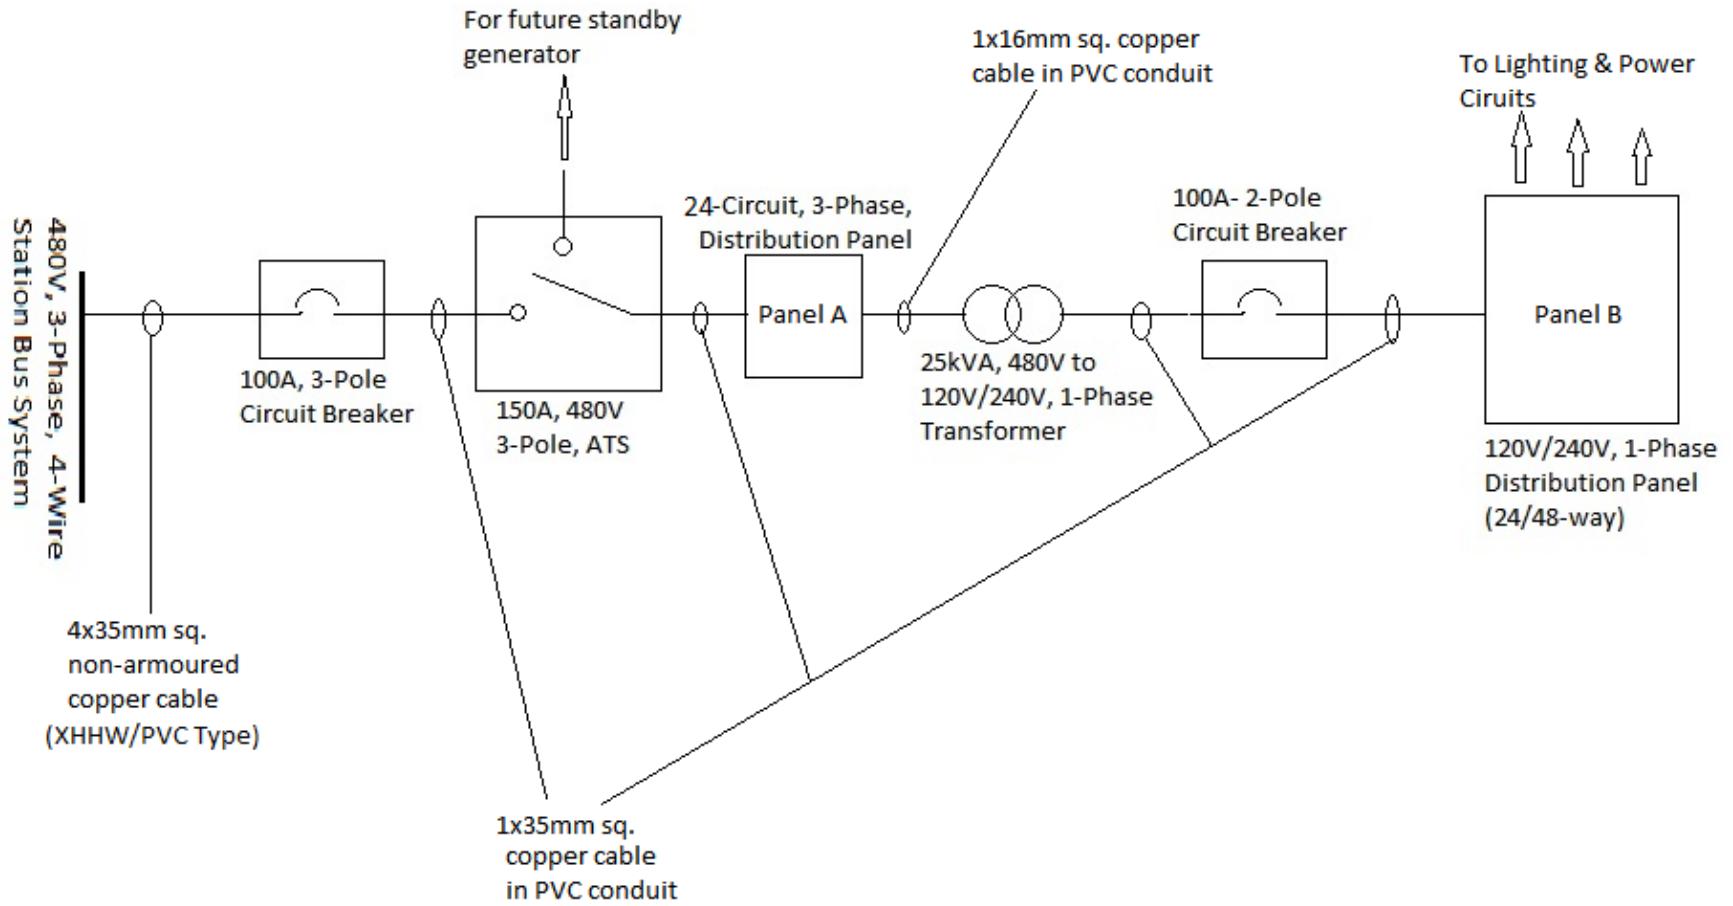 For future standby
generator
1x16mm sq. copper
cable in PVC conduit
To Lighting & Power
Ciruits
480V, 3-Phase, 4-Wire
Station Bus System
24-Circuit, 3-Phase,
Distribution Panel
100A- 2-Pole
Circuit Breaker
Panel A
Panel B
100A, 3-Pole
Circuit Breaker
150A, 480V
3-Pole, ATS
25kVA, 480V to
120V/240V, 1-Phase
Transformer
120V/240V, 1-Phase
Distribution Panel
(24/48-way)
4x35mm sq.
non-armoured
copper cable
(XHHW/PVC Type)
1x35mm sq.
copper cable
in PVC conduit